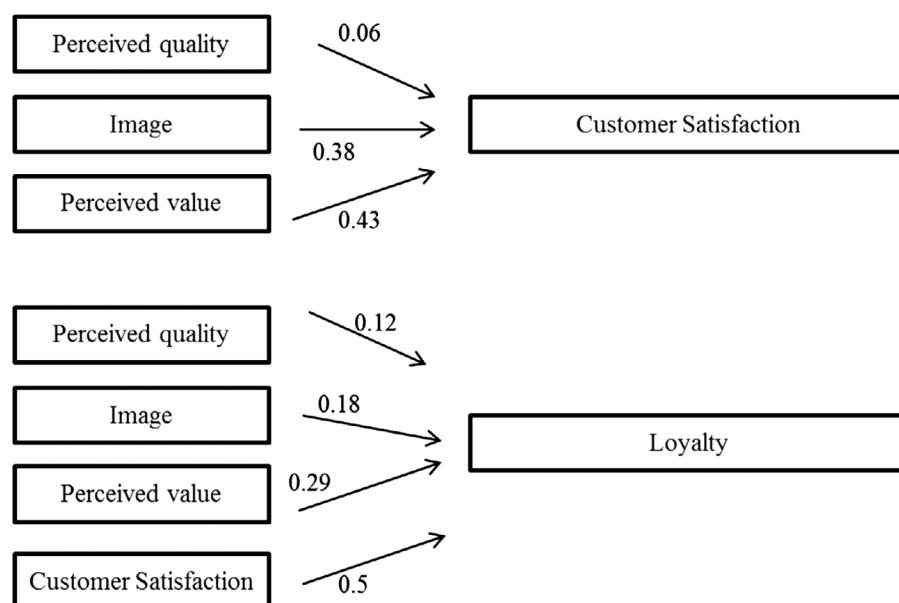 Perceived quality
0.06
Image
0.38
Customer Satisfaction
Perceived value
0.43
Perceived quality
0.12
Image
0.18
Loyalty
Perceived value
0.29
Customer Satisfaction
0.5